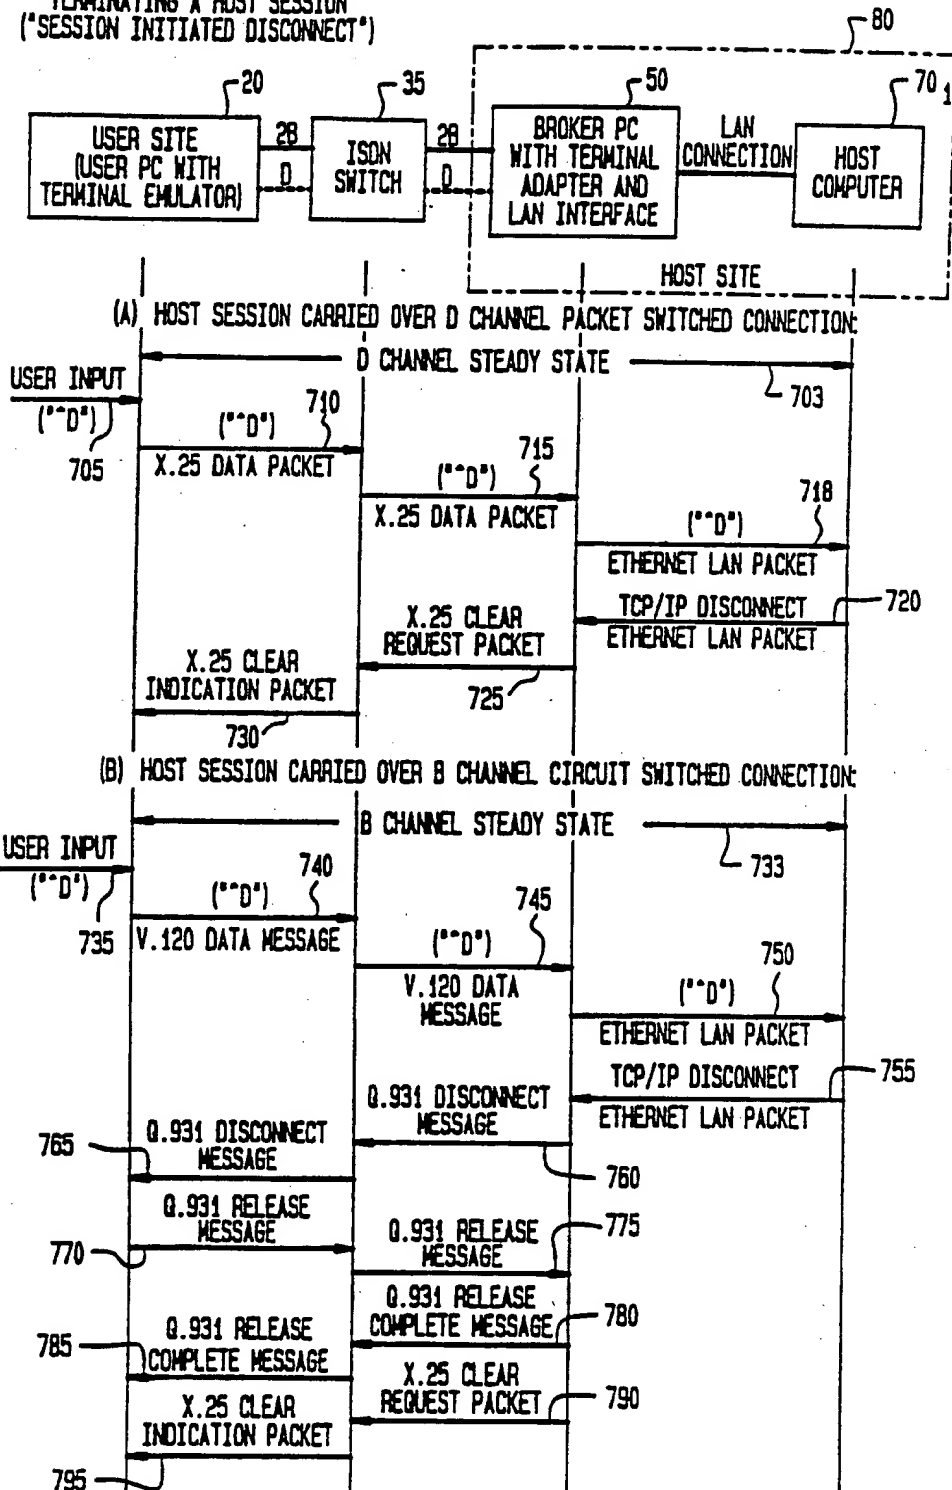 TERMINATING A HOST SESSION
("SESSION INITIATED DISCONNECT")
80
20
35
50
70 1
USER SITE
(USER PC WITH
TERMINAL EMULATOR)
2B
D
ISDN
SWITCH
2B
D
BROKER PC
WITH TERMINAL
ADAPTER AND
LAN INTERFACE
LAN
CONNECTION
HOST
COMPUTER
HOST SITE
(A) HOST SESSION CARRIED OVER D CHANNEL PACKET SWITCHED CONNECTION:
D CHANNEL STEADY STATE
703
USER INPUT
("^D")
705
("^D")
710
X.25 DATA PACKET
("^D")
715
X.25 DATA PACKET
("^D")
718
ETHERNET LAN PACKET
TCP/IP DISCONNECT
720
ETHERNET LAN PACKET
X.25 CLEAR
REQUEST PACKET
725
X.25 CLEAR
INDICATION PACKET
730
(B) HOST SESSION CARRIED OVER B CHANNEL CIRCUIT SWITCHED CONNECTION:
B CHANNEL STEADY STATE
733
USER INPUT
("^D")
735
("^D")
740
V.120 DATA MESSAGE
("^D")
745
V.120 DATA
MESSAGE
("^D")
750
ETHERNET LAN PACKET
TCP/IP DISCONNECT
755
ETHERNET LAN PACKET
Q.931 DISCONNECT
MESSAGE
760
765
Q.931 DISCONNECT
MESSAGE
Q.931 RELEASE
MESSAGE
770
Q.931 RELEASE
MESSAGE
775
Q.931 RELEASE
COMPLETE MESSAGE
780
785
Q.931 RELEASE
COMPLETE MESSAGE
X.25 CLEAR
REQUEST PACKET
790
X.25 CLEAR
INDICATION PACKET
795